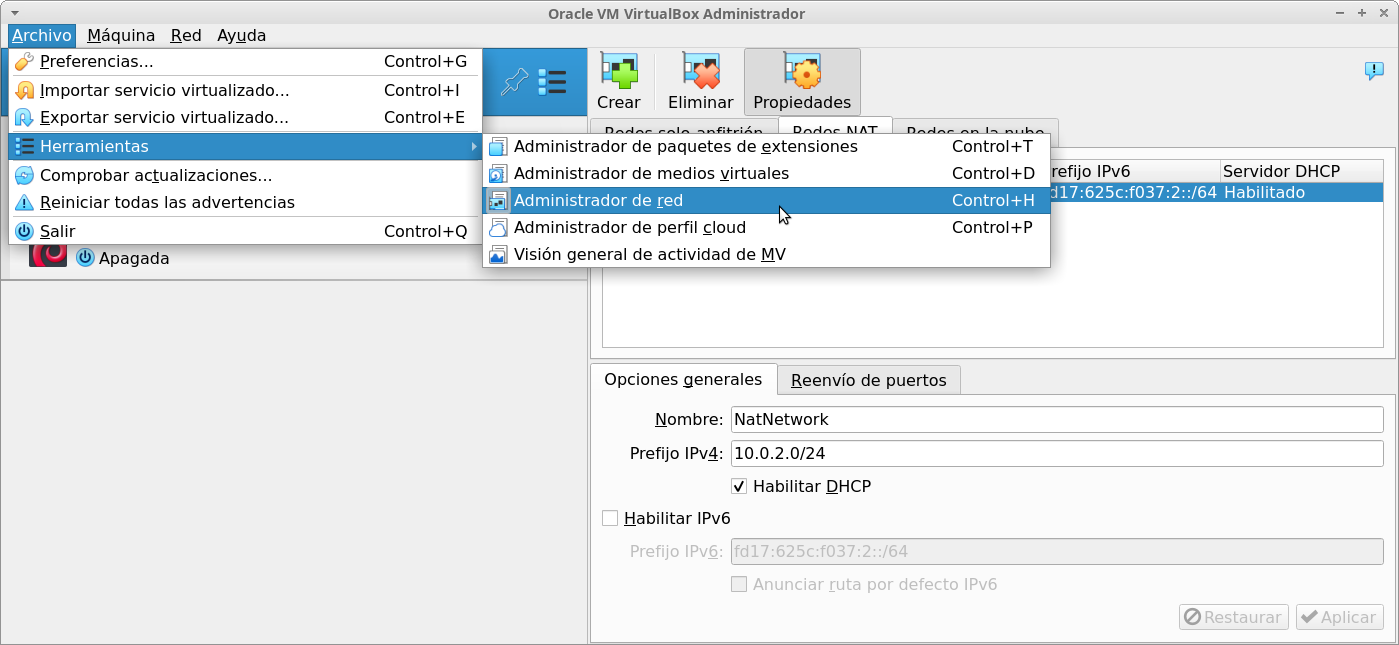 Oracle VM VirtualBox Administrador
Archivo Máquina Red Ayuda
Preferencias... Control+G
Importar servicio virtualizado... Control+I
Exportar servicio virtualizado... Control+E
Herramientas
Comprobar actualizaciones...
Reiniciar todas las advertencias
Salir Control+Q
Apagada
Administrador de paquetes de extensiones Control+T
Administrador de medios virtuales Control+D
Administrador de red Control+H
Administrador de perfil cloud Control+P
Visión general de actividad de MV
Crear Eliminar Propiedades
Redes solo-anfitrión Redes NAT Redes en la nube
refijo IPv6 Servidor DHCP
d17:625c:f037:2::/64 Habilitado
Opciones generales Reenvío de puertos
Nombre: NatNetwork
Prefijo IPv4: 10.0.2.0/24
Habilitar DHCP
Habilitar IPv6
Prefijo IPv6: fd17:625c:f037:2::/64
Anunciar ruta por defecto IPv6
Restaurar Aplicar